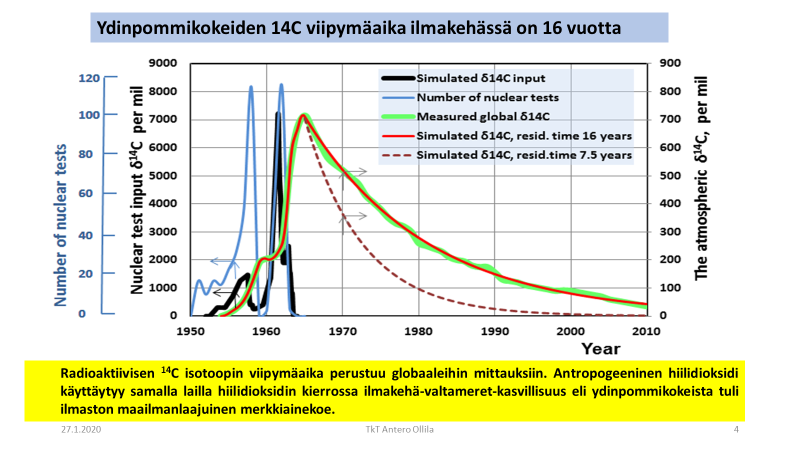 Ydinpommikokeiden 14C viipymäaika ilmakehässä on 16 vuotta
Number of nuclear tests
120
100
80
60
40
20
0
Nuclear test input δ¹⁴C per mil
9000
8000
7000
6000
5000
4000
3000
2000
1000
0
Simulated δ14C input
Number of nuclear tests
Measured global δ14C
Simulated δ14C, resid. time 16 years
Simulated δ14C, resid.time 7.5 years
900
800
700
600
500
400
300
200
100
0
The atmospheric δ¹⁴C, per mil
1950 1960 1970 1980 1990 2000 2010
Year
Radioaktiivisen ¹⁴C isotoopin viipymäaika perustuu globaaleihin mittauksiin. Antropogeeninen hiilidioksidi
käyttäytyy samalla lailla hiilidioksidin kierrossa ilmakehä-valtameret-kasvillisuus eli ydinpommikokeista tuli
ilmaston maailmanlaajuinen merkkiainekoe.
27.1.2020 TkT Antero Ollila 4